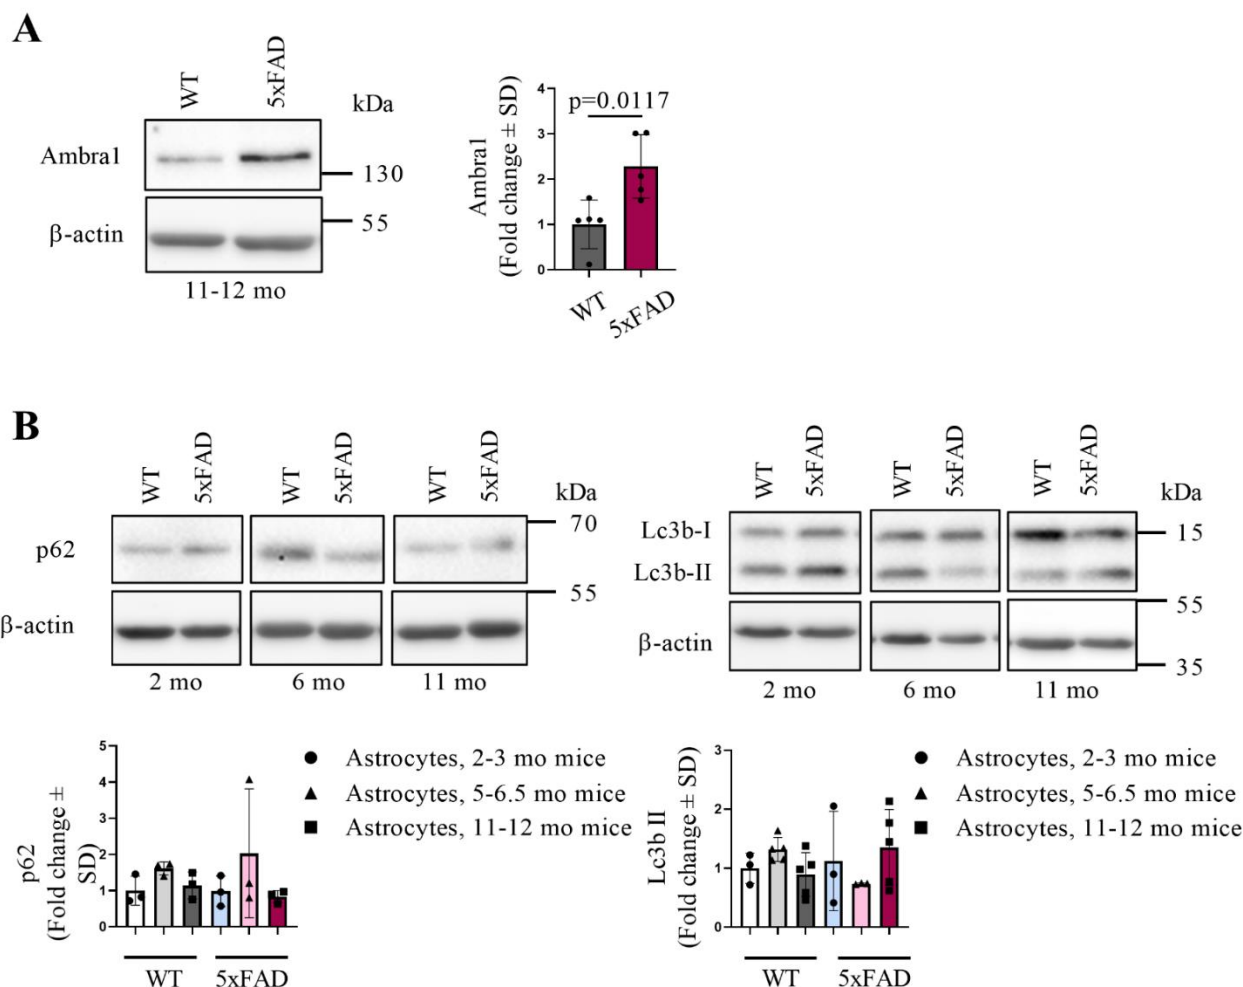 A
WT
5xFAD
kDa
Ambra1
130
β-actin
55
11-12 mo
Ambra1
(Fold change ± SD)
4
3
2
1
0
p=0.0117
WT
5xFAD
B
WT
5xFAD
WT
5xFAD
WT
5xFAD
kDa
p62
70
55
β-actin
2 mo
6 mo
11 mo
WT
5xFAD
WT
5xFAD
WT
5xFAD
kDa
Lc3b-I
15
Lc3b-II
55
β-actin
35
2 mo
6 mo
11 mo
p62
(Fold change ±
SD)
5
4
3
2
1
0
WT
5xFAD
Astrocytes, 2-3 mo mice
Astrocytes, 5-6.5 mo mice
Astrocytes, 11-12 mo mice
Lc3b II
(Fold change ± SD)
3
2
1
0
WT
5xFAD
Astrocytes, 2-3 mo mice
Astrocytes, 5-6.5 mo mice
Astrocytes, 11-12 mo mice